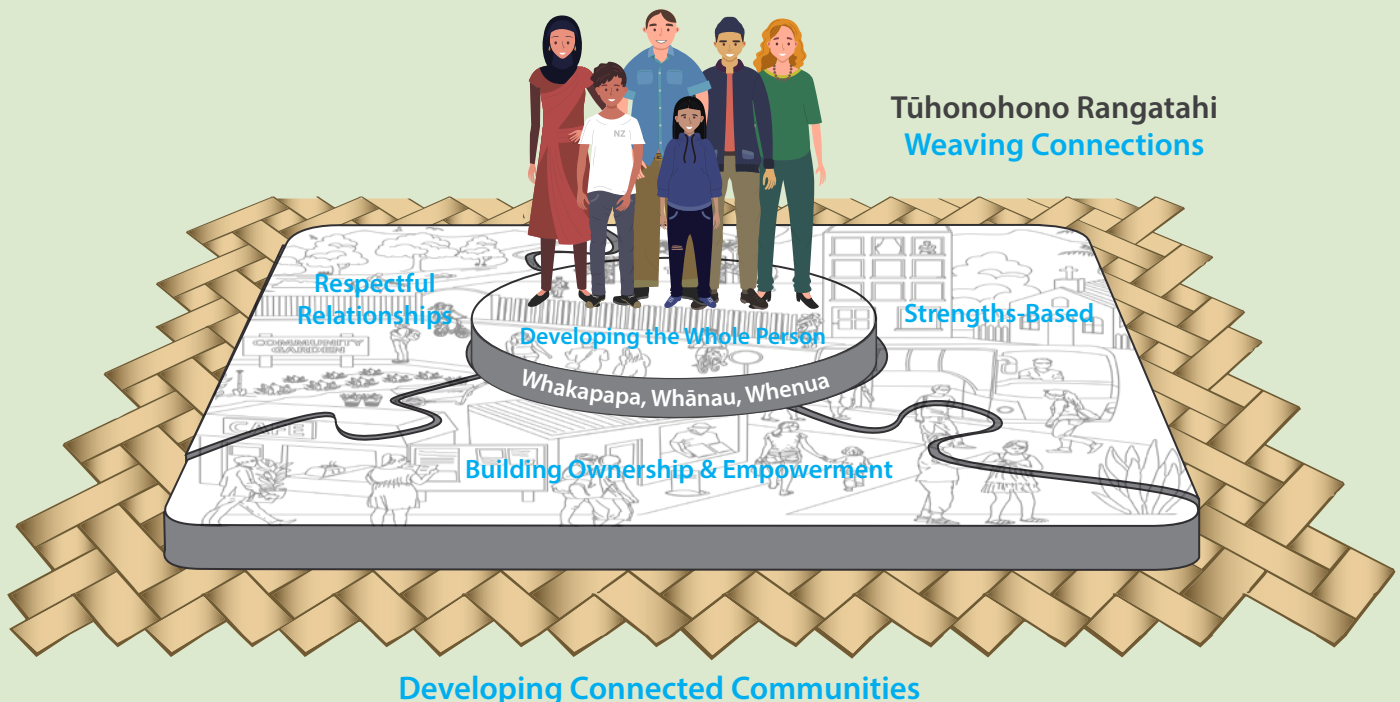 NZ
Tūhonohono Rangatahi
Weaving Connections
Respectful
Relationships
Strengths-Based
Developing the Whole Person
COMMUNITY
GARDEN
Whakapapa, Whānau, Whenua
CAFE
Building Ownership & Empowerment
Developing Connected Communities